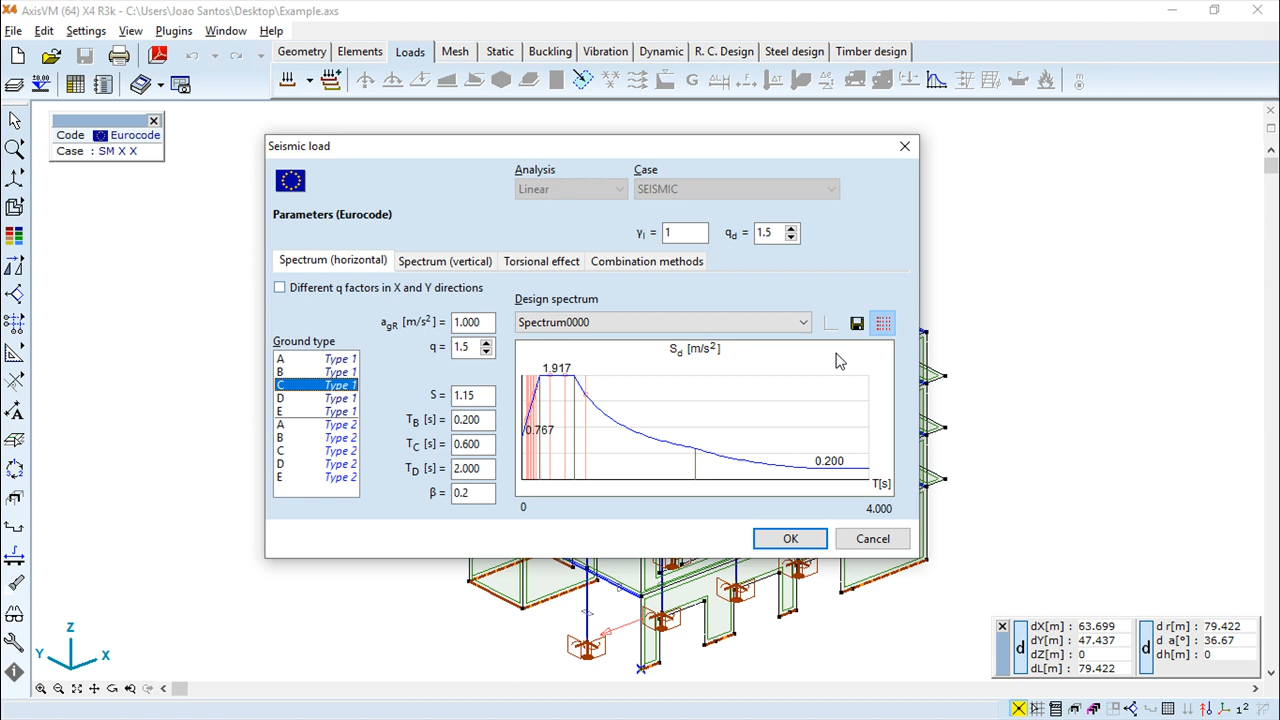 AxisVM (64) X4 R3k - C:\Users\Joao Santos\Desktop\Example.axs
File Edit Settings View Plugins Window Help
Geometry Elements Loads Mesh Static Buckling Vibration Dynamic R. C. Design Steel design Timber design
Code Eurocode
Case : SM X X
Seismic load
Analysis Case
Linear SEISMIC
Parameters (Eurocode)
γI = 1 qd = 1.5
Spectrum (horizontal) Spectrum (vertical) Torsional effect Combination methods
Different q factors in X and Y directions
Design spectrum
agR [m/s²] = 1.000 Spectrum0000
Ground type
q = 1.5
A Type 1
B Type 1
C Type 1
D Type 1
E Type 1
A Type 2
B Type 2
C Type 2
D Type 2
E Type 2
S = 1.15
TB [s] = 0.200
TC [s] = 0.600
TD [s] = 2.000
β = 0.2
Sd [m/s²]
1.917
0.767
0.200
T[s]
0 4.000
OK Cancel
Z
Y X
dX[m] : 63.699
dY[m] : 47.437
dZ[m] : 0
dL[m] : 79.422
d
d r[m] : 79.422
d a[°] : 36.67
dh[m] : 0
d